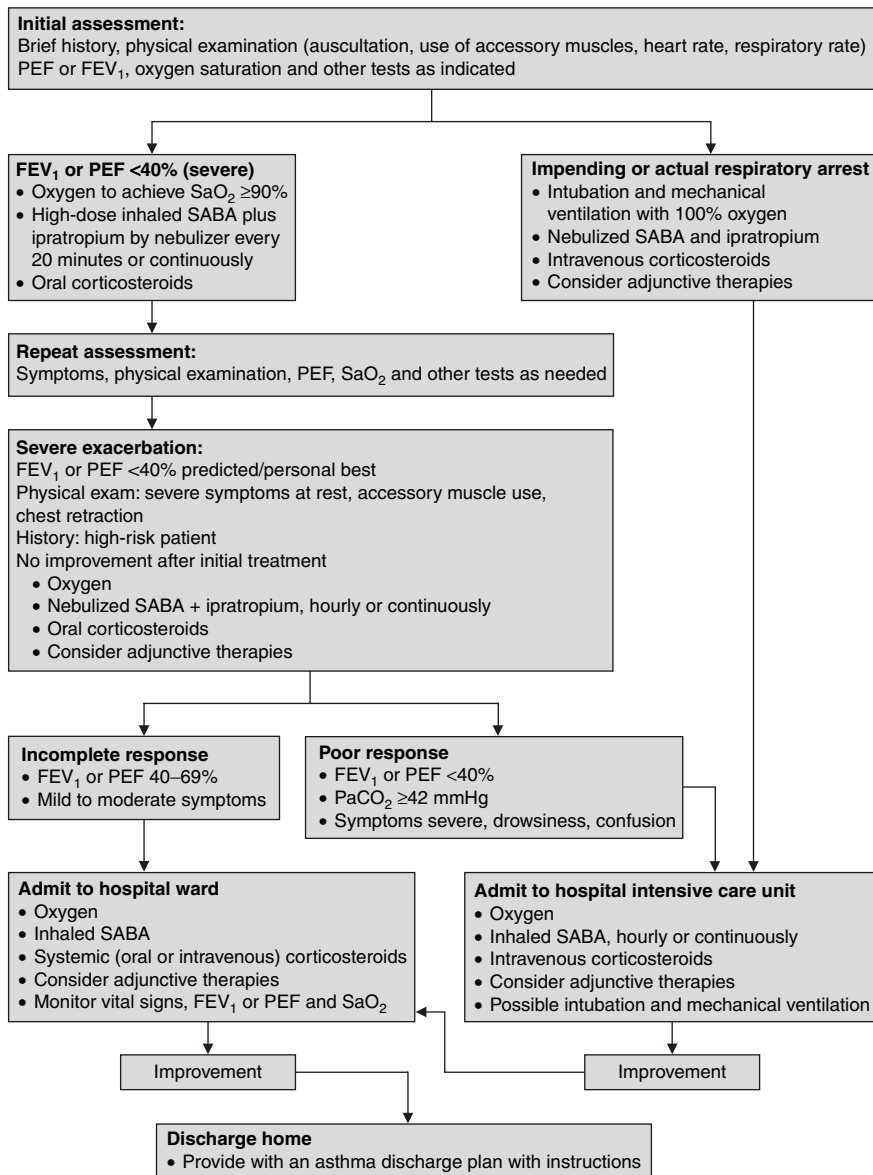 Initial assessment:
Brief history, physical examination (auscultation, use of accessory muscles, heart rate, respiratory rate)
PEF or FEV₁, oxygen saturation and other tests as indicated
FEV₁ or PEF <40% (severe)
• Oxygen to achieve SaO₂ ≥90%
• High-dose inhaled SABA plus
ipratropium by nebulizer every
20 minutes or continuously
• Oral corticosteroids
Impending or actual respiratory arrest
• Intubation and mechanical
ventilation with 100% oxygen
• Nebulized SABA and ipratropium
• Intravenous corticosteroids
• Consider adjunctive therapies
Repeat assessment:
Symptoms, physical examination, PEF, SaO₂ and other tests as needed
Severe exacerbation:
FEV₁ or PEF <40% predicted/personal best
Physical exam: severe symptoms at rest, accessory muscle use,
chest retraction
History: high-risk patient
No improvement after initial treatment
• Oxygen
• Nebulized SABA + ipratropium, hourly or continuously
• Oral corticosteroids
• Consider adjunctive therapies
Incomplete response
• FEV₁ or PEF 40–69%
• Mild to moderate symptoms
Poor response
• FEV₁ or PEF <40%
• PaCO₂ ≥42 mmHg
• Symptoms severe, drowsiness, confusion
Admit to hospital ward
• Oxygen
• Inhaled SABA
• Systemic (oral or intravenous) corticosteroids
• Consider adjunctive therapies
• Monitor vital signs, FEV₁ or PEF and SaO₂
Admit to hospital intensive care unit
• Oxygen
• Inhaled SABA, hourly or continuously
• Intravenous corticosteroids
• Consider adjunctive therapies
• Possible intubation and mechanical ventilation
Improvement
Improvement
Discharge home
• Provide with an asthma discharge plan with instructions